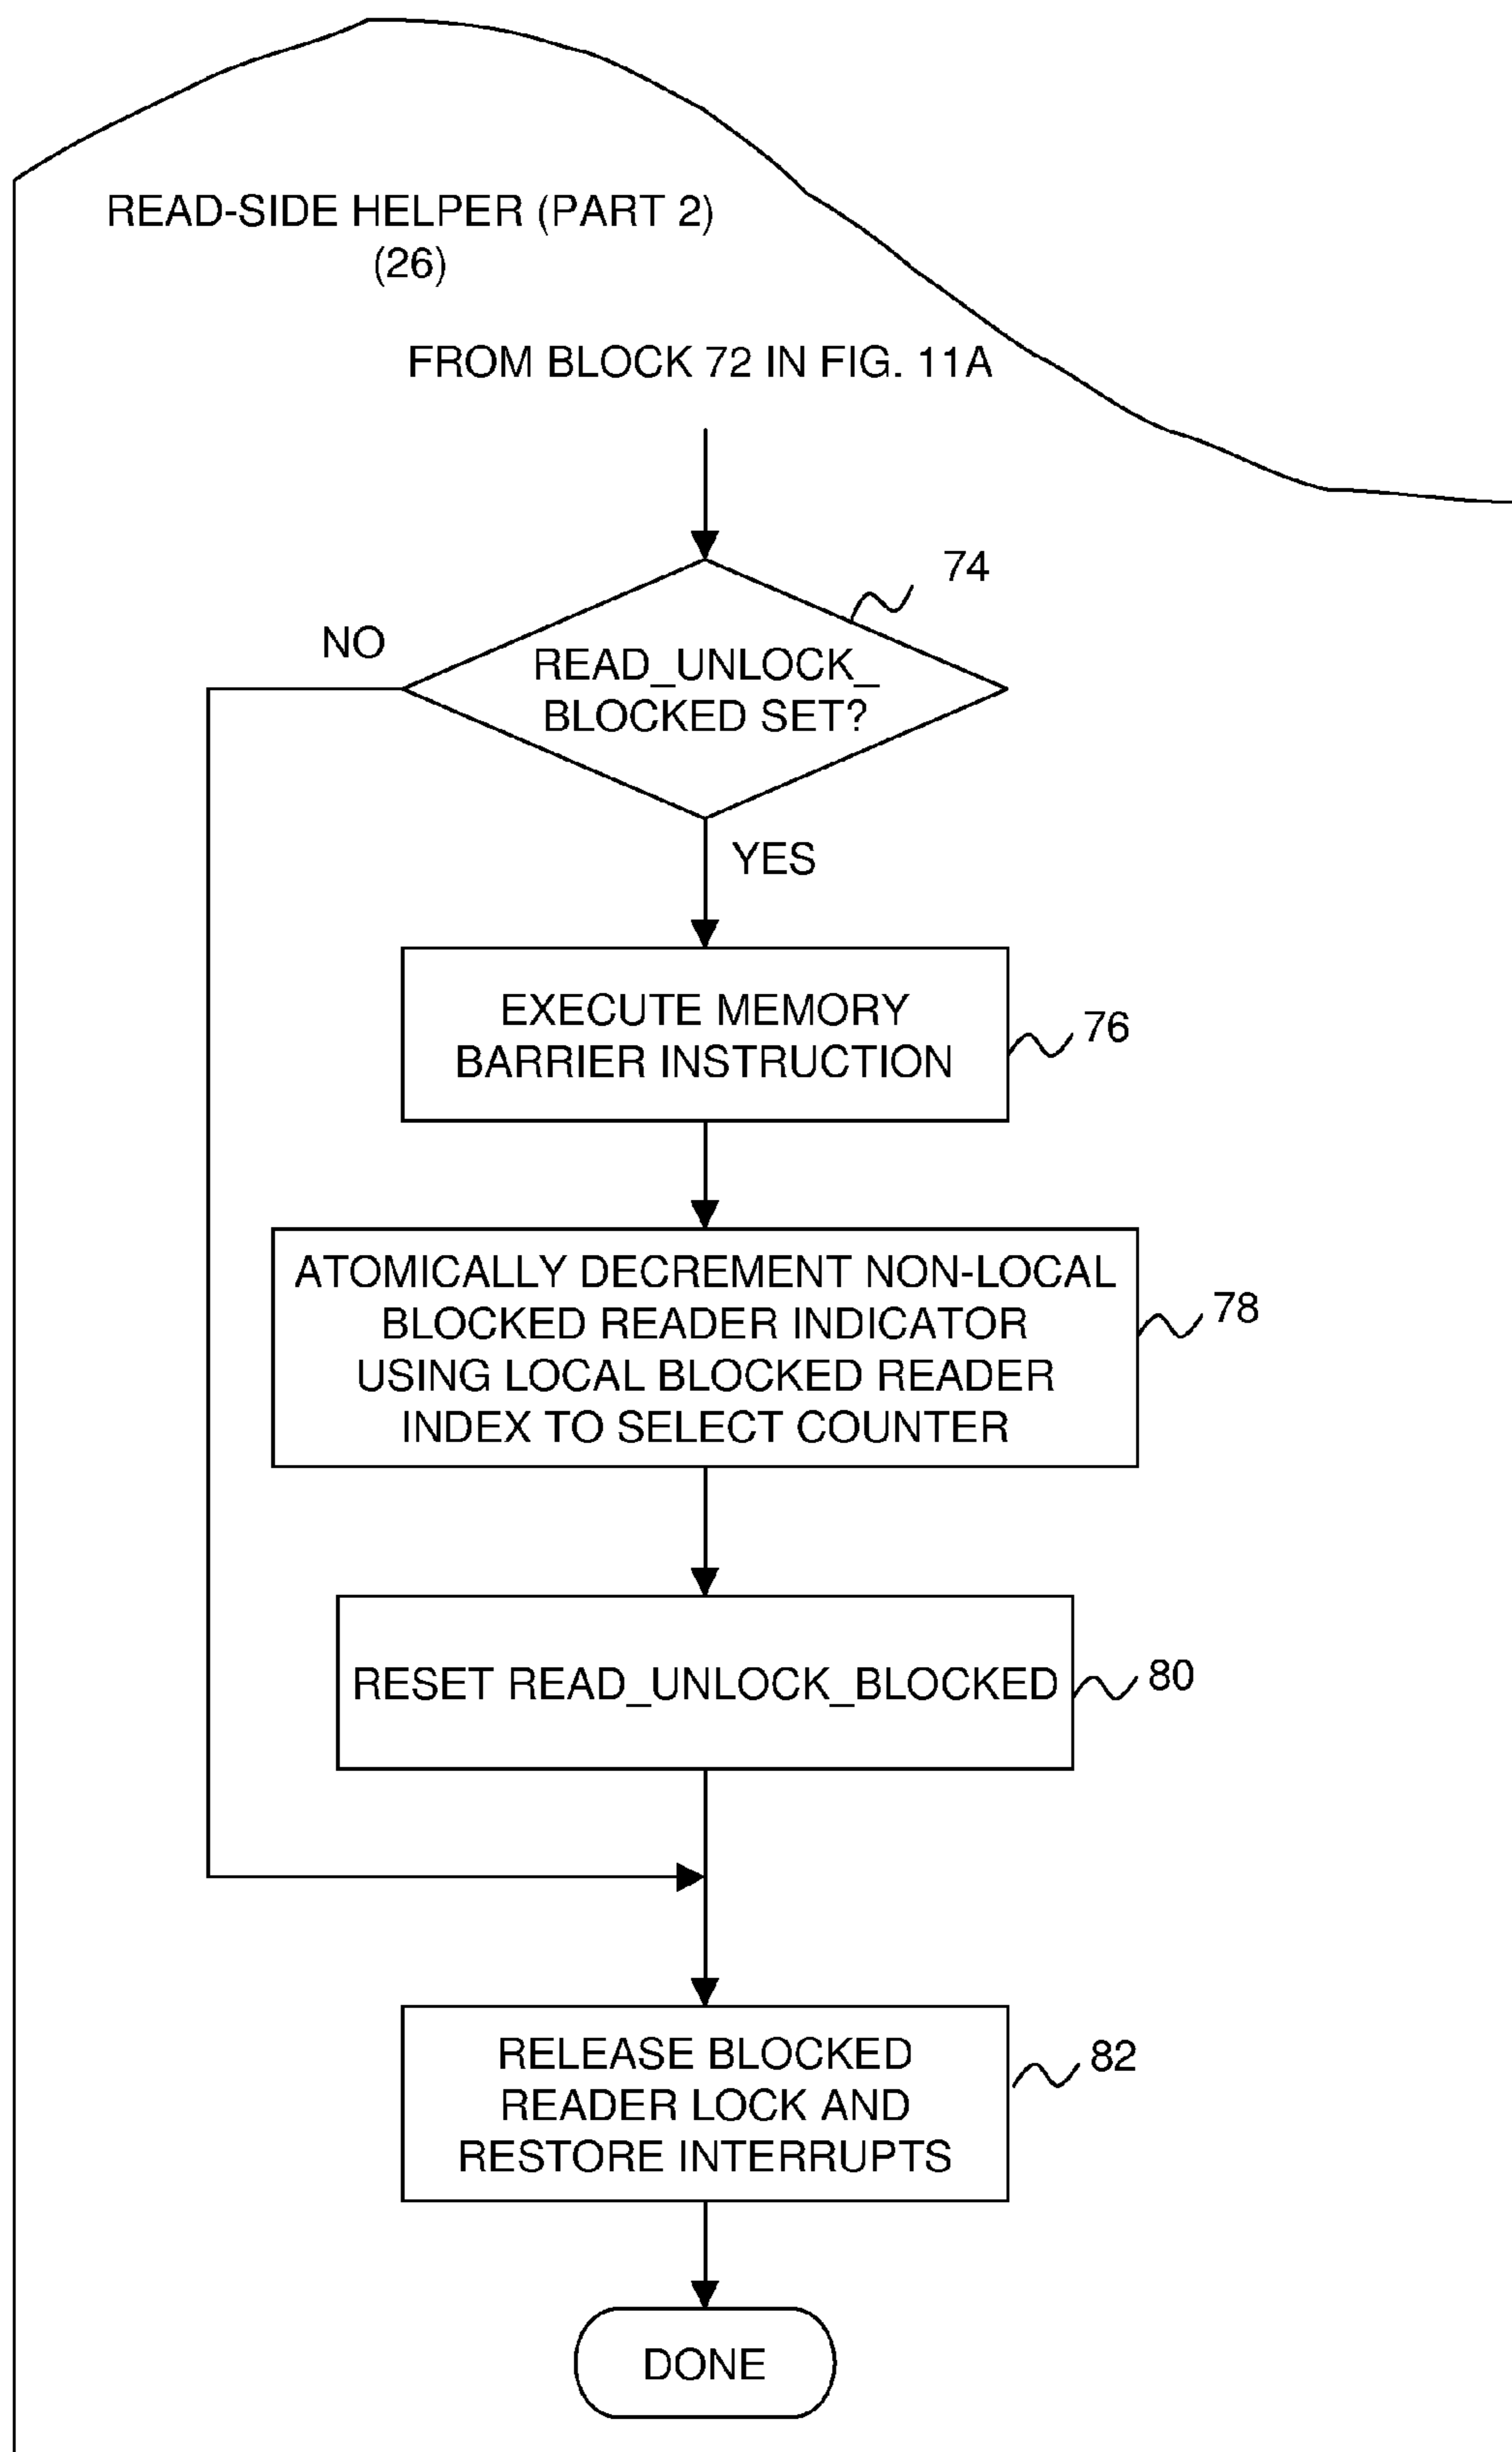 READ-SIDE HELPER (PART 2)
(26)
FROM BLOCK 72 IN FIG. 11A
74
NO
READ_UNLOCK_
BLOCKED SET?
YES
EXECUTE MEMORY
BARRIER INSTRUCTION
76
ATOMICALLY DECREMENT NON-LOCAL
BLOCKED READER INDICATOR
USING LOCAL BLOCKED READER
INDEX TO SELECT COUNTER
78
RESET READ_UNLOCK_BLOCKED
80
RELEASE BLOCKED
READER LOCK AND
RESTORE INTERRUPTS
82
DONE